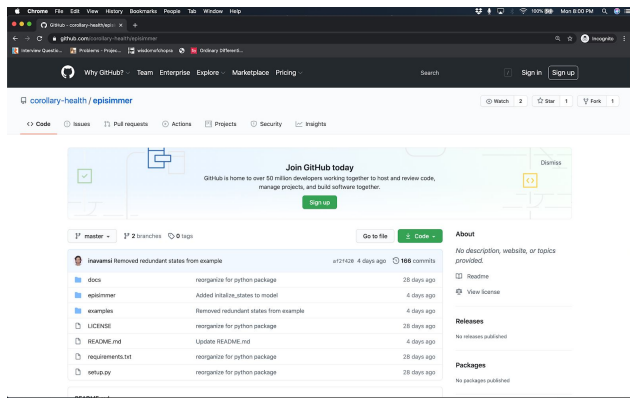 Chrome File Edit View History Bookmarks People Tab Window Help 100% Mon 8:00 PM
GitHub - corollary-health/epis
github.com/corollary-health/episimmer Incognito
Interview Questio... Problems - Projec... wisdomofchopra Ordinary Differenti...
Why GitHub? Team Enterprise Explore Marketplace Pricing Search / Sign in Sign up
corollary-health / episimmer Watch 2 Star 1 Fork 1
Code Issues Pull requests Actions Projects Security Insights
Dismiss
Join GitHub today
GitHub is home to over 50 million developers working together to host and review code,
manage projects, and build software together.
Sign up
master 2 branches 0 tags Go to file Code
inavamsi Removed redundant states from example 4 days ago 166 commits
docs reorganize for python package 28 days ago
episimmer Added initalize_states to model 4 days ago
examples Removed redundant states from example 4 days ago
LICENSE reorganize for python package 28 days ago
README.md Update README.md 4 days ago
requirements.txt reorganize for python package 28 days ago
setup.py reorganize for python package 28 days ago
About
No description, website, or topics
provided.
Readme
View license
Releases
No releases published
Packages
No packages published